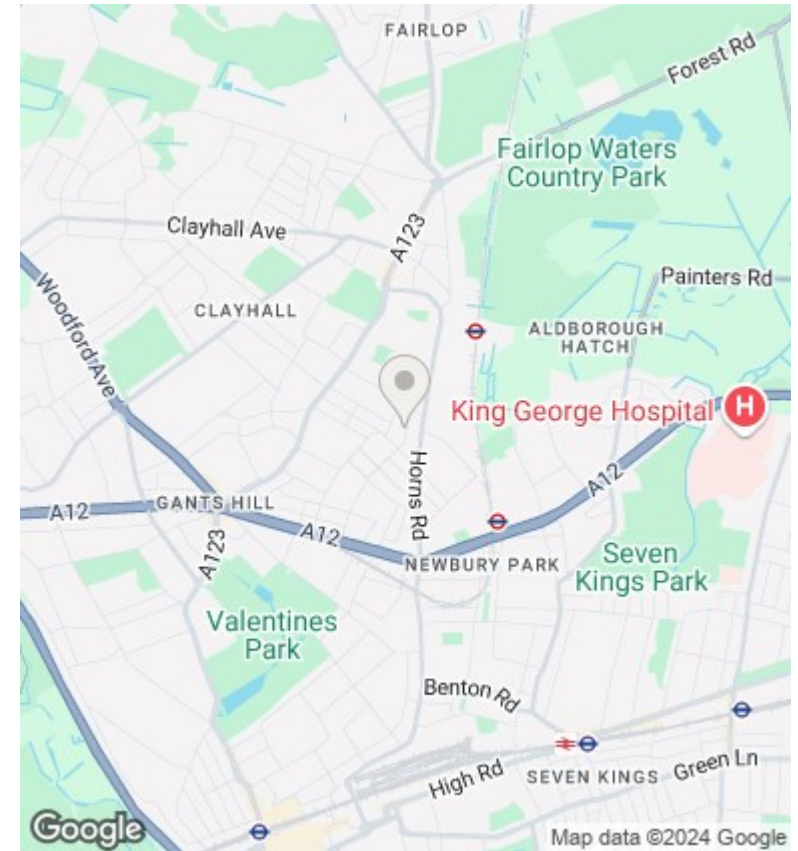 FAIRLOP
Forest Rd
Fairlop Waters
Country Park
Clayhall Ave
A123
Painters Rd
Woodford Ave
CLAYHALL
ALDBOROUGH
HATCH
King George Hospital
H
Horns Rd
A12
A12
GANTS HILL
A12
A123
NEWBURY PARK
Seven
Kings Park
Valentines
Park
Benton Rd
High Rd
SEVEN KINGS
Green Ln
Google
Map data ©2024 Google